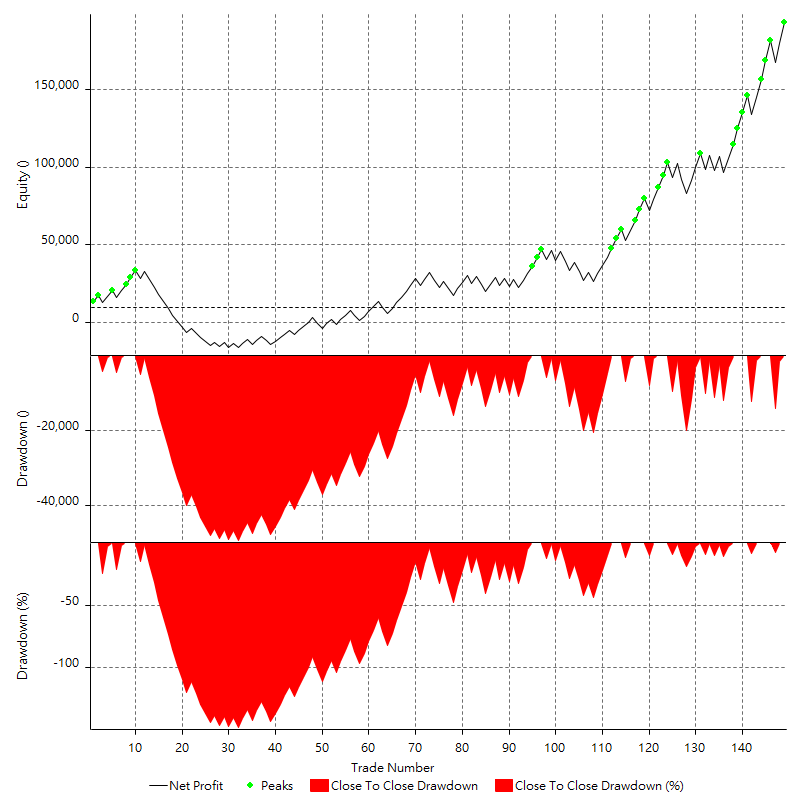 150,000
100,000
50,000
0
Equity ()
-20,000
-40,000
Drawdown ()
-50
-100
Drawdown (%)
10 20 30 40 50 60 70 80 90 100 110 120 130 140
Trade Number
Net Profit Peaks Close To Close Drawdown Close To Close Drawdown (%)